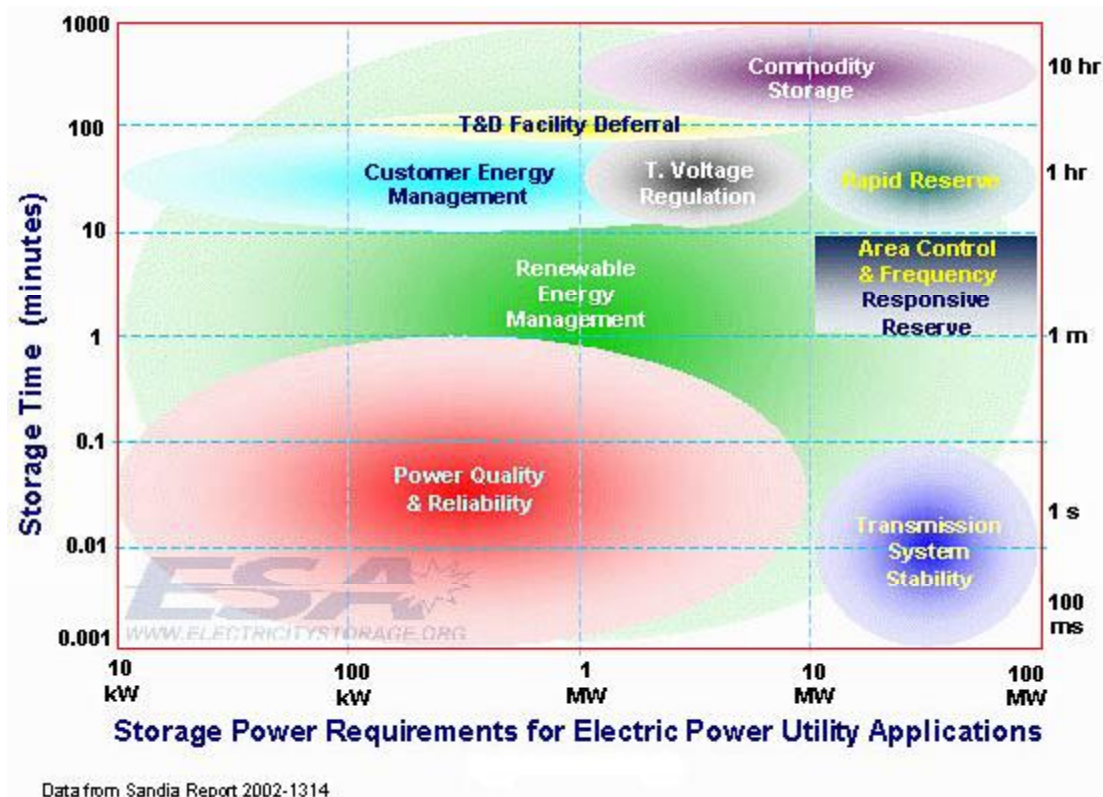 1000
100
10
1
0.1
0.01
0.001
Storage Time (minutes)
Commodity
Storage
T&D Facility Deferral
Customer Energy
Management
T. Voltage
Regulation
Rapid Reserve
Renewable
Energy
Management
Area Control
& Frequency
Responsive
Reserve
Power Quality
& Reliability
Transmission
System
Stability
ESA
WWW.ELECTRICITYSTORAGE.ORG
10 hr
1 hr
1 m
1 s
100
ms
10
kW
100
kW
1
MW
10
MW
100
MW
Storage Power Requirements for Electric Power Utility Applications
Data from Sandia Report 2002-1314